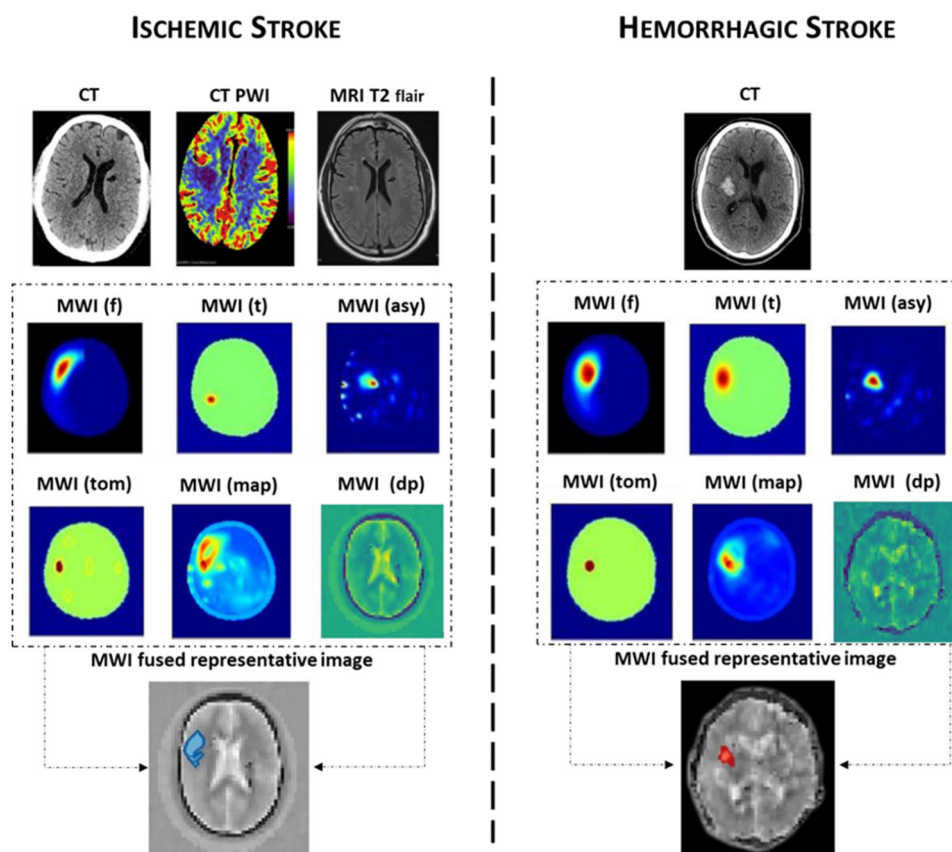 ISCHEMIC STROKE
HEMORRHAGIC STROKE
CT
CT PWI
MRI T2 flair
CT
MWI (f)
MWI (t)
MWI (asy)
MWI (f)
MWI (t)
MWI (asy)
MWI (tom)
MWI (map)
MWI (dp)
MWI (tom)
MWI (map)
MWI (dp)
MWI fused representative image
MWI fused representative image